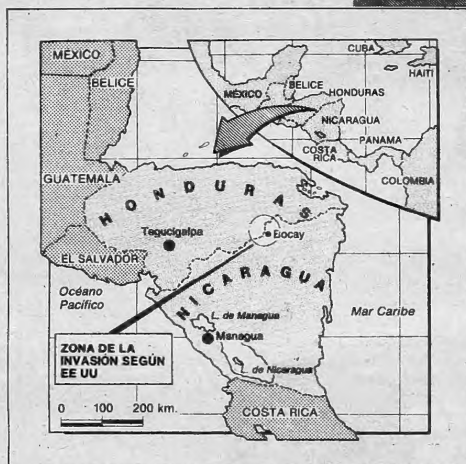 MÉXICO
BELICE
GUATEMALA
HONDURAS
Tegucigalpa
EL SALVADOR
Bocay
Océano
Pacífico
NICARAGUA
L. de Managua
Managua
L. de Nicaragua
Mar Caribe
COSTA RICA
ZONA DE LA
INVASIÓN SEGÚN
EE UU
0 100 200 km.
CUBA
HAITI
MÉXICO
BELICE
HONDURAS
NICARAGUA
COSTA
RICA
PANAMA
COLOMBIA